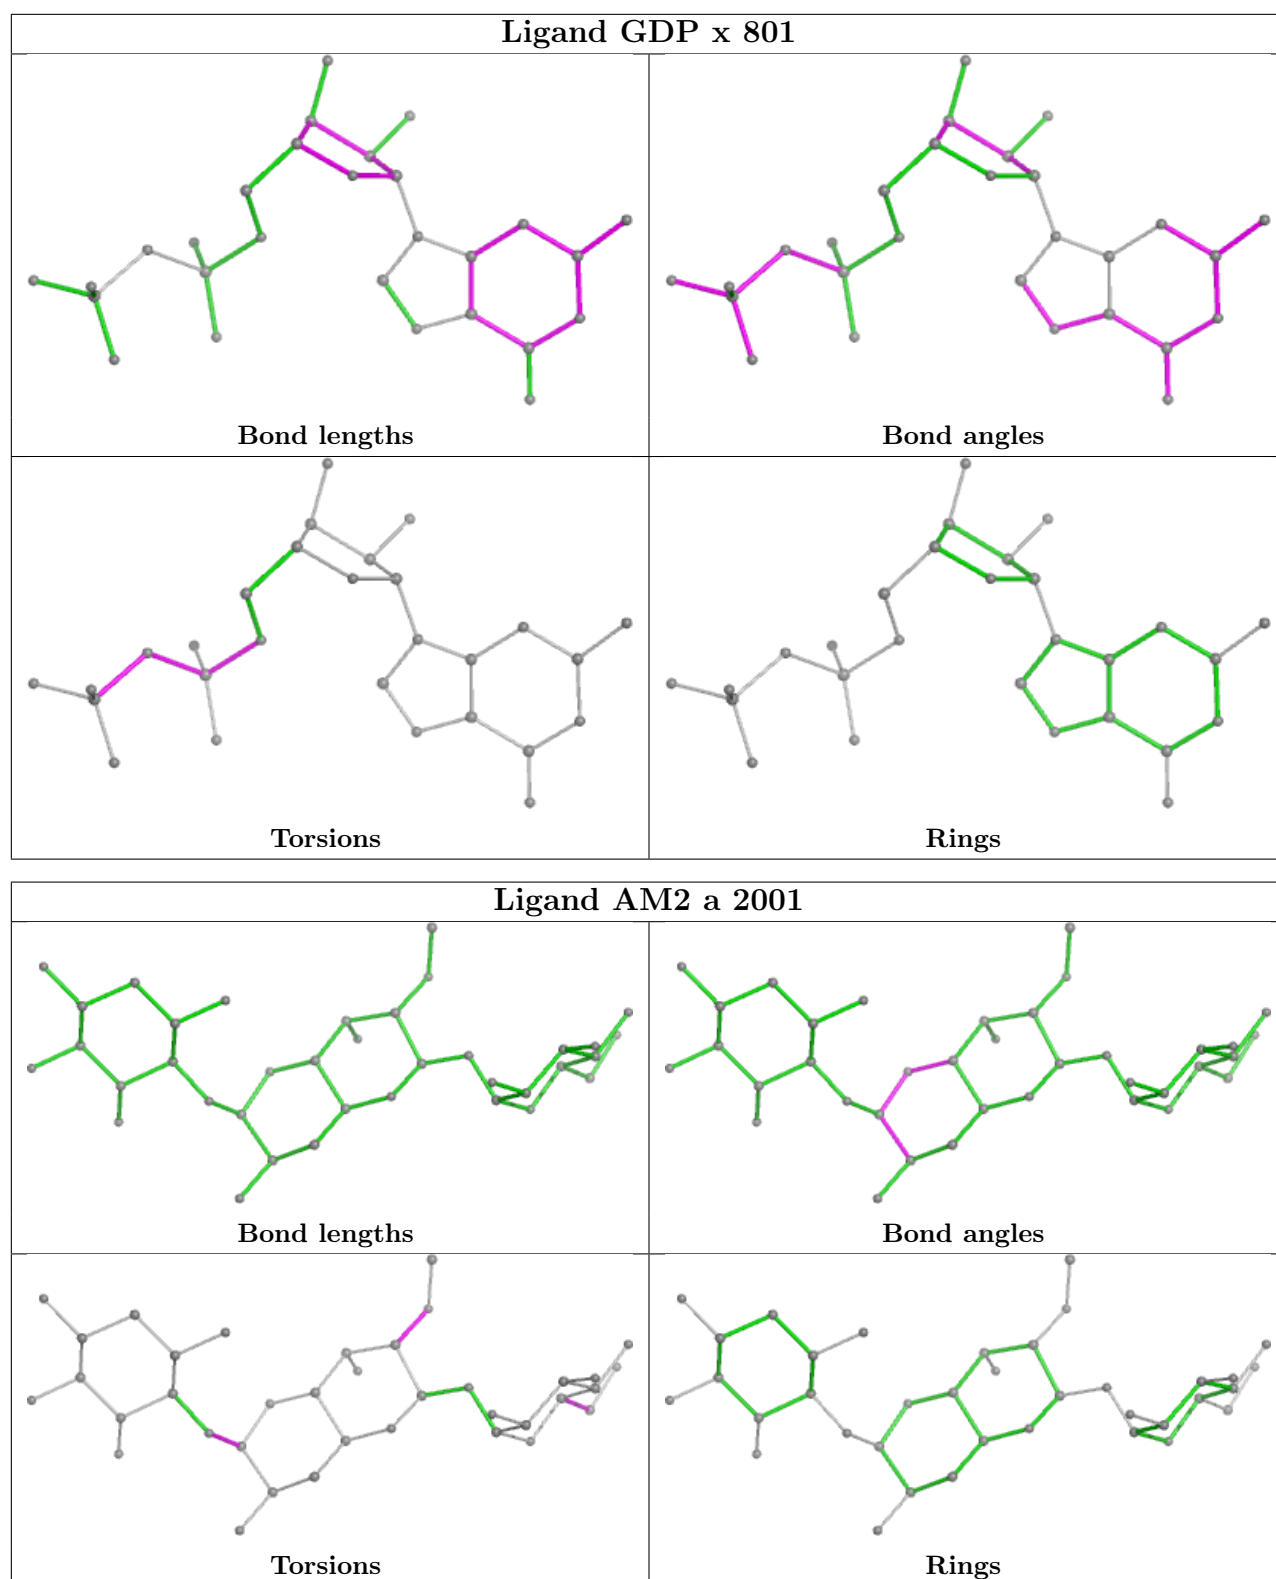 Ligand GDP x 801
Bond lengths
Bond angles
Torsions
Rings
Ligand AM2 a 2001
Bond lengths
Bond angles
Torsions
Rings